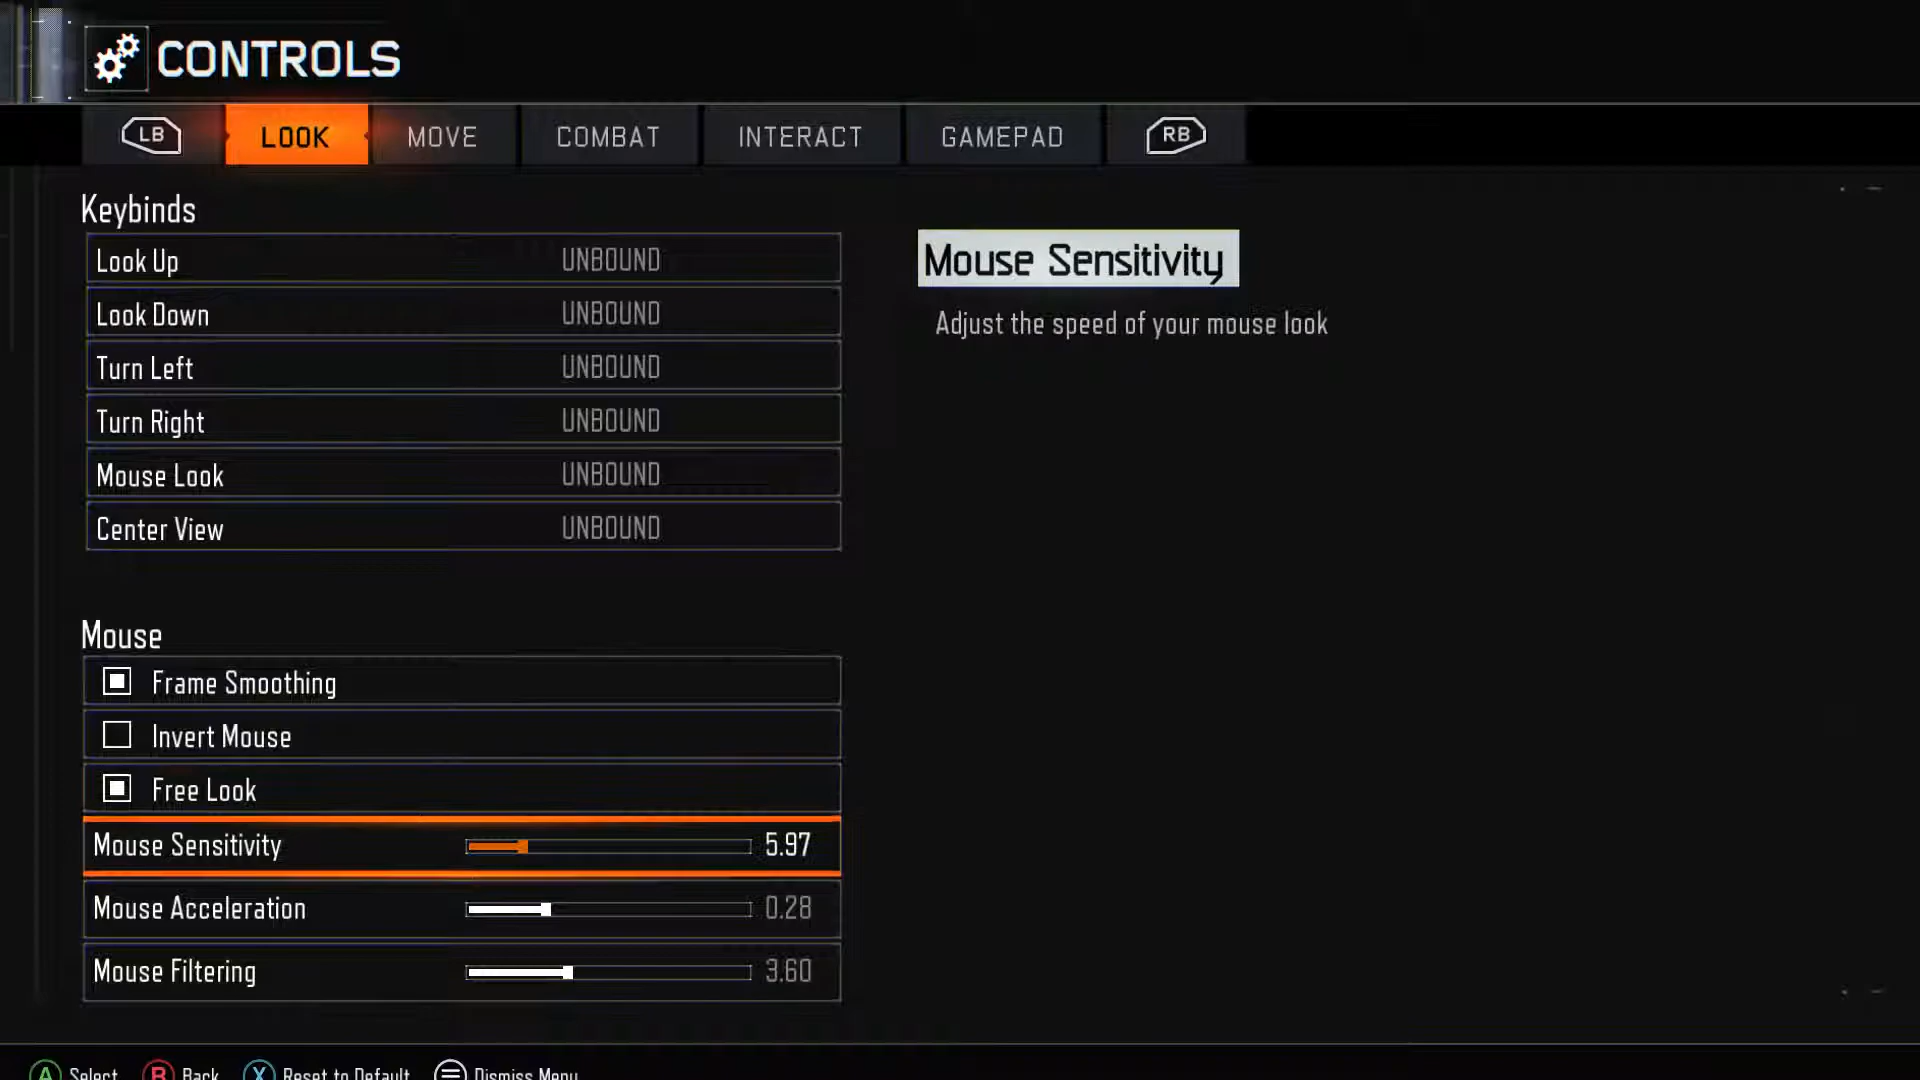 CONTROLS
LB LOOK MOVE COMBAT INTERACT GAMEPAD RB
Keybinds
Look Up UNBOUND
Look Down UNBOUND
Turn Left UNBOUND
Turn Right UNBOUND
Mouse Look UNBOUND
Center View UNBOUND
Mouse
Frame Smoothing
Invert Mouse
Free Look
Mouse Sensitivity 5.97
Mouse Acceleration 0.28
Mouse Filtering 3.60
Mouse Sensitivity
Adjust the speed of your mouse look
A Select B Back X Reset to Default Dismiss Menu